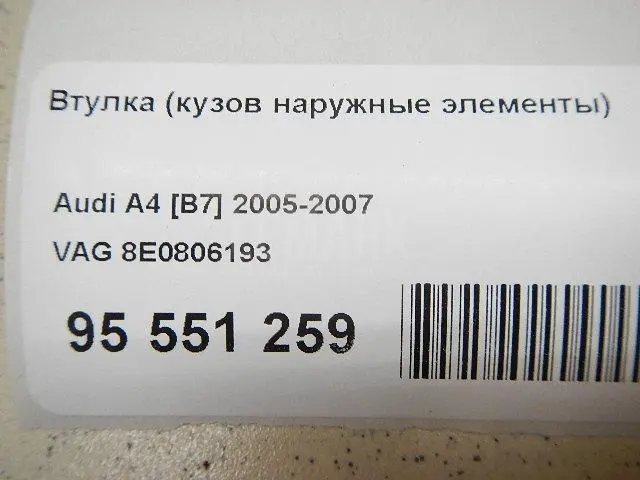 Втулка (кузов наружные элементы)
Audi A4 [B7] 2005-2007
VAG 8E0806193
95 551 259